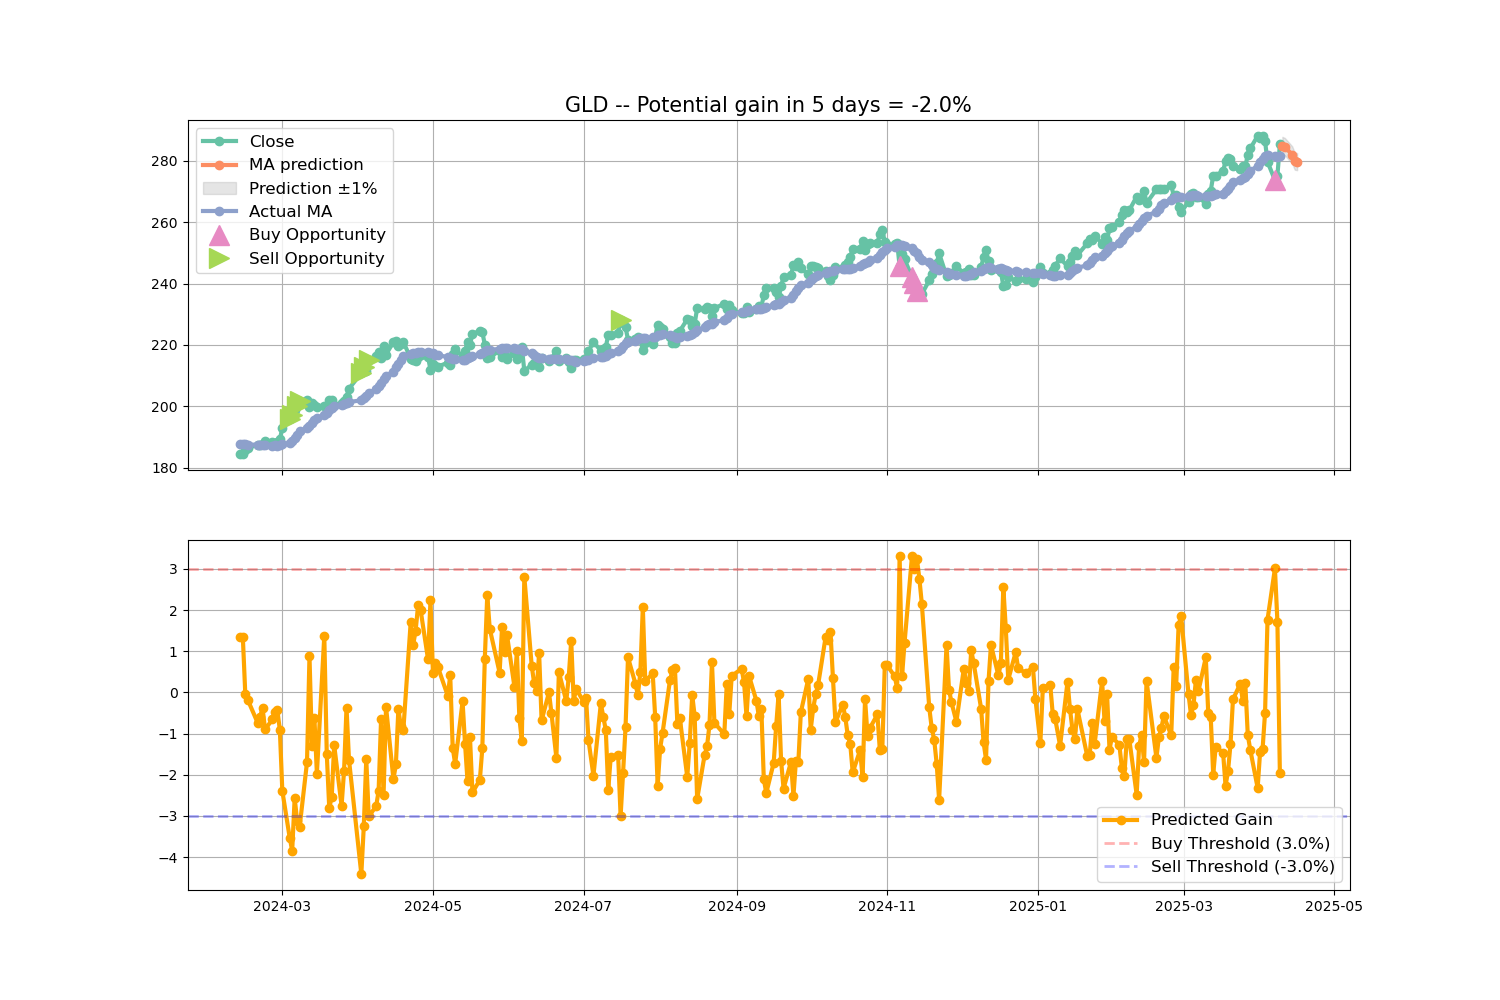 GLD -- Potential gain in 5 days = -2.0%
Close
MA prediction
Prediction ±1%
Actual MA
Buy Opportunity
Sell Opportunity
280
260
240
220
200
180
3
2
1
0
−1
−2
−3
−4
Predicted Gain
Buy Threshold (3.0%)
Sell Threshold (-3.0%)
2024-03 2024-05 2024-07 2024-09 2024-11 2025-01 2025-03 2025-05